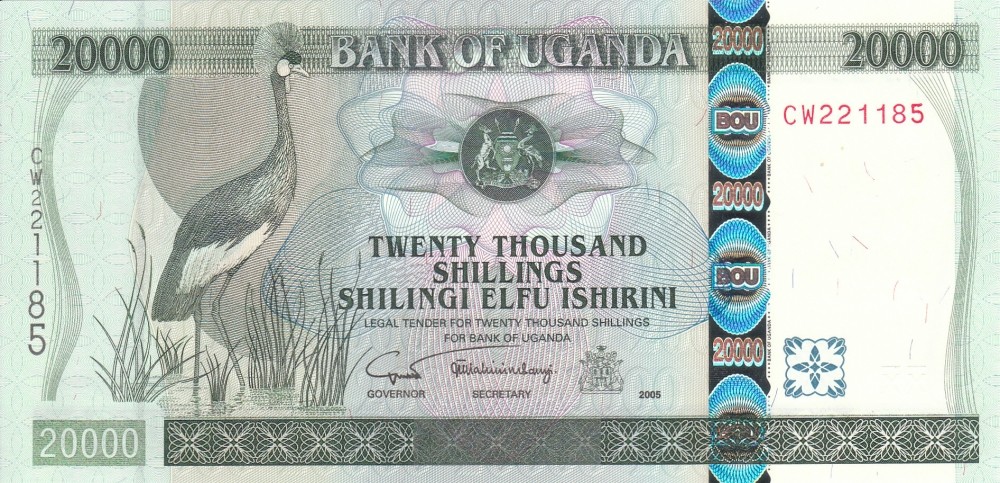 20000
BANK OF UGANDA
20000
20000
BOU
CW221185
CW221185
20000
TWENTY THOUSAND
SHILLINGS
SHILINGI ELFU ISHIRINI
BOU
LEGAL TENDER FOR TWENTY THOUSAND SHILLINGS
FOR BANK OF UGANDA
20000
GOVERNOR
SECRETARY
2005
20000
BOU